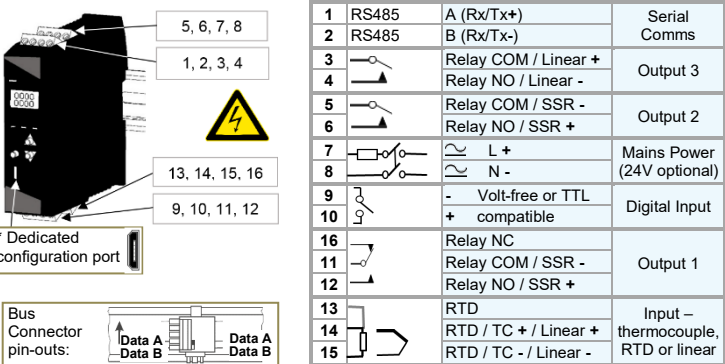 5, 6, 7, 8
1, 2, 3, 4
0000
0000
13, 14, 15, 16
9, 10, 11, 12
* Dedicated
configuration port
Bus
Connector
pin-outs:
Data A
Data B
Data A
Data B
1 RS485 A (Rx/Tx+) Serial
2 RS485 B (Rx/Tx-) Comms
3 Relay COM / Linear + Output 3
4 Relay NO / Linear -
5 Relay COM / SSR - Output 2
6 Relay NO / SSR +
7 L + Mains Power
8 N - (24V optional)
9 - Volt-free or TTL Digital Input
10 + compatible
16 Relay NC
11 Relay COM / SSR - Output 1
12 Relay NO / SSR +
13 RTD Input –
14 RTD / TC + / Linear + thermocouple,
15 RTD / TC - / Linear - RTD or linear